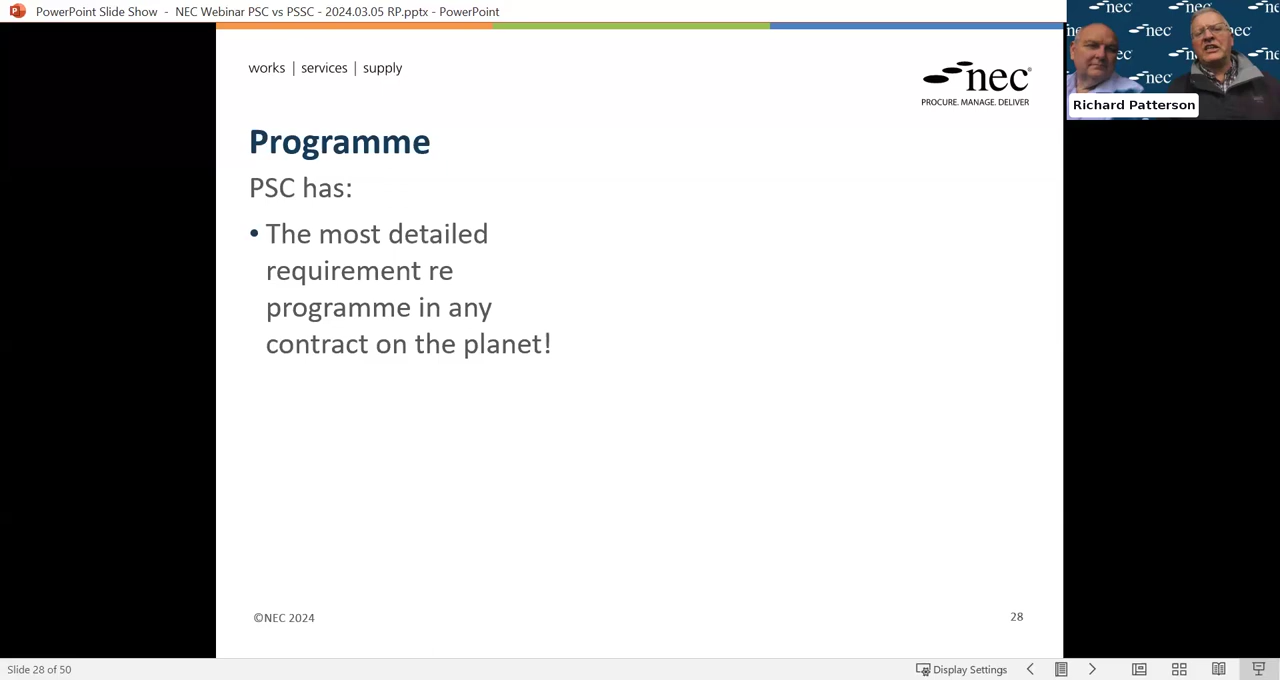 PowerPoint Slide Show - NEC Webinar PSC vs PSSC - 2024.03.05 RP.pptx - PowerPoint
works | services | supply
nec
PROCURE. MANAGE. DELIVER
Richard Patterson
Programme
PSC has:
• The most detailed
requirement re
programme in any
contract on the planet!
©NEC 2024
28
Slide 28 of 50
Display Settings